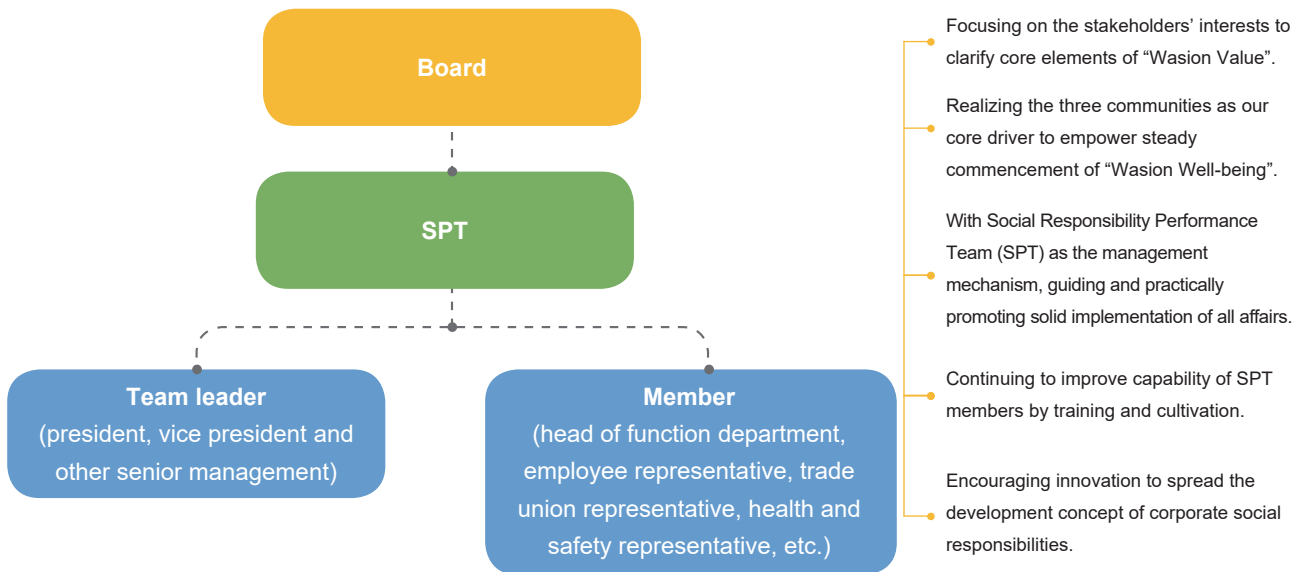 Board
SPT
Team leader
(president, vice president and
other senior management)
Member
(head of function department,
employee representative, trade
union representative, health and
safety representative, etc.)
Focusing on the stakeholders’ interests to
clarify core elements of “Wasion Value”.
Realizing the three communities as our
core driver to empower steady
commencement of “Wasion Well-being”.
With Social Responsibility Performance
Team (SPT) as the management
mechanism, guiding and practically
promoting solid implementation of all affairs.
Continuing to improve capability of SPT
members by training and cultivation.
Encouraging innovation to spread the
development concept of corporate social
responsibilities.